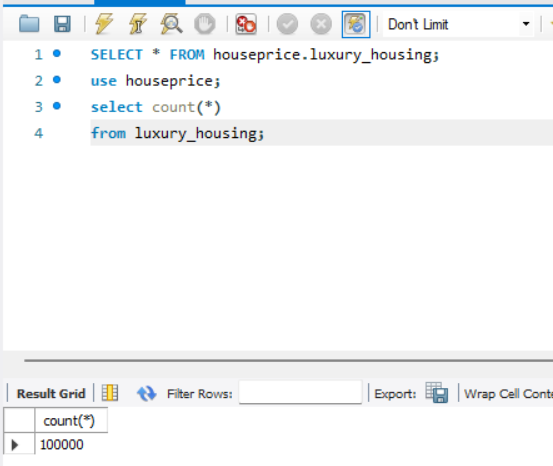 Don't Limit
1 SELECT * FROM houseprice.luxury_housing;
2 use houseprice;
3 select count(*)
4 from luxury_housing;
Result Grid Filter Rows: Export: Wrap Cell Conte
count(*)
100000